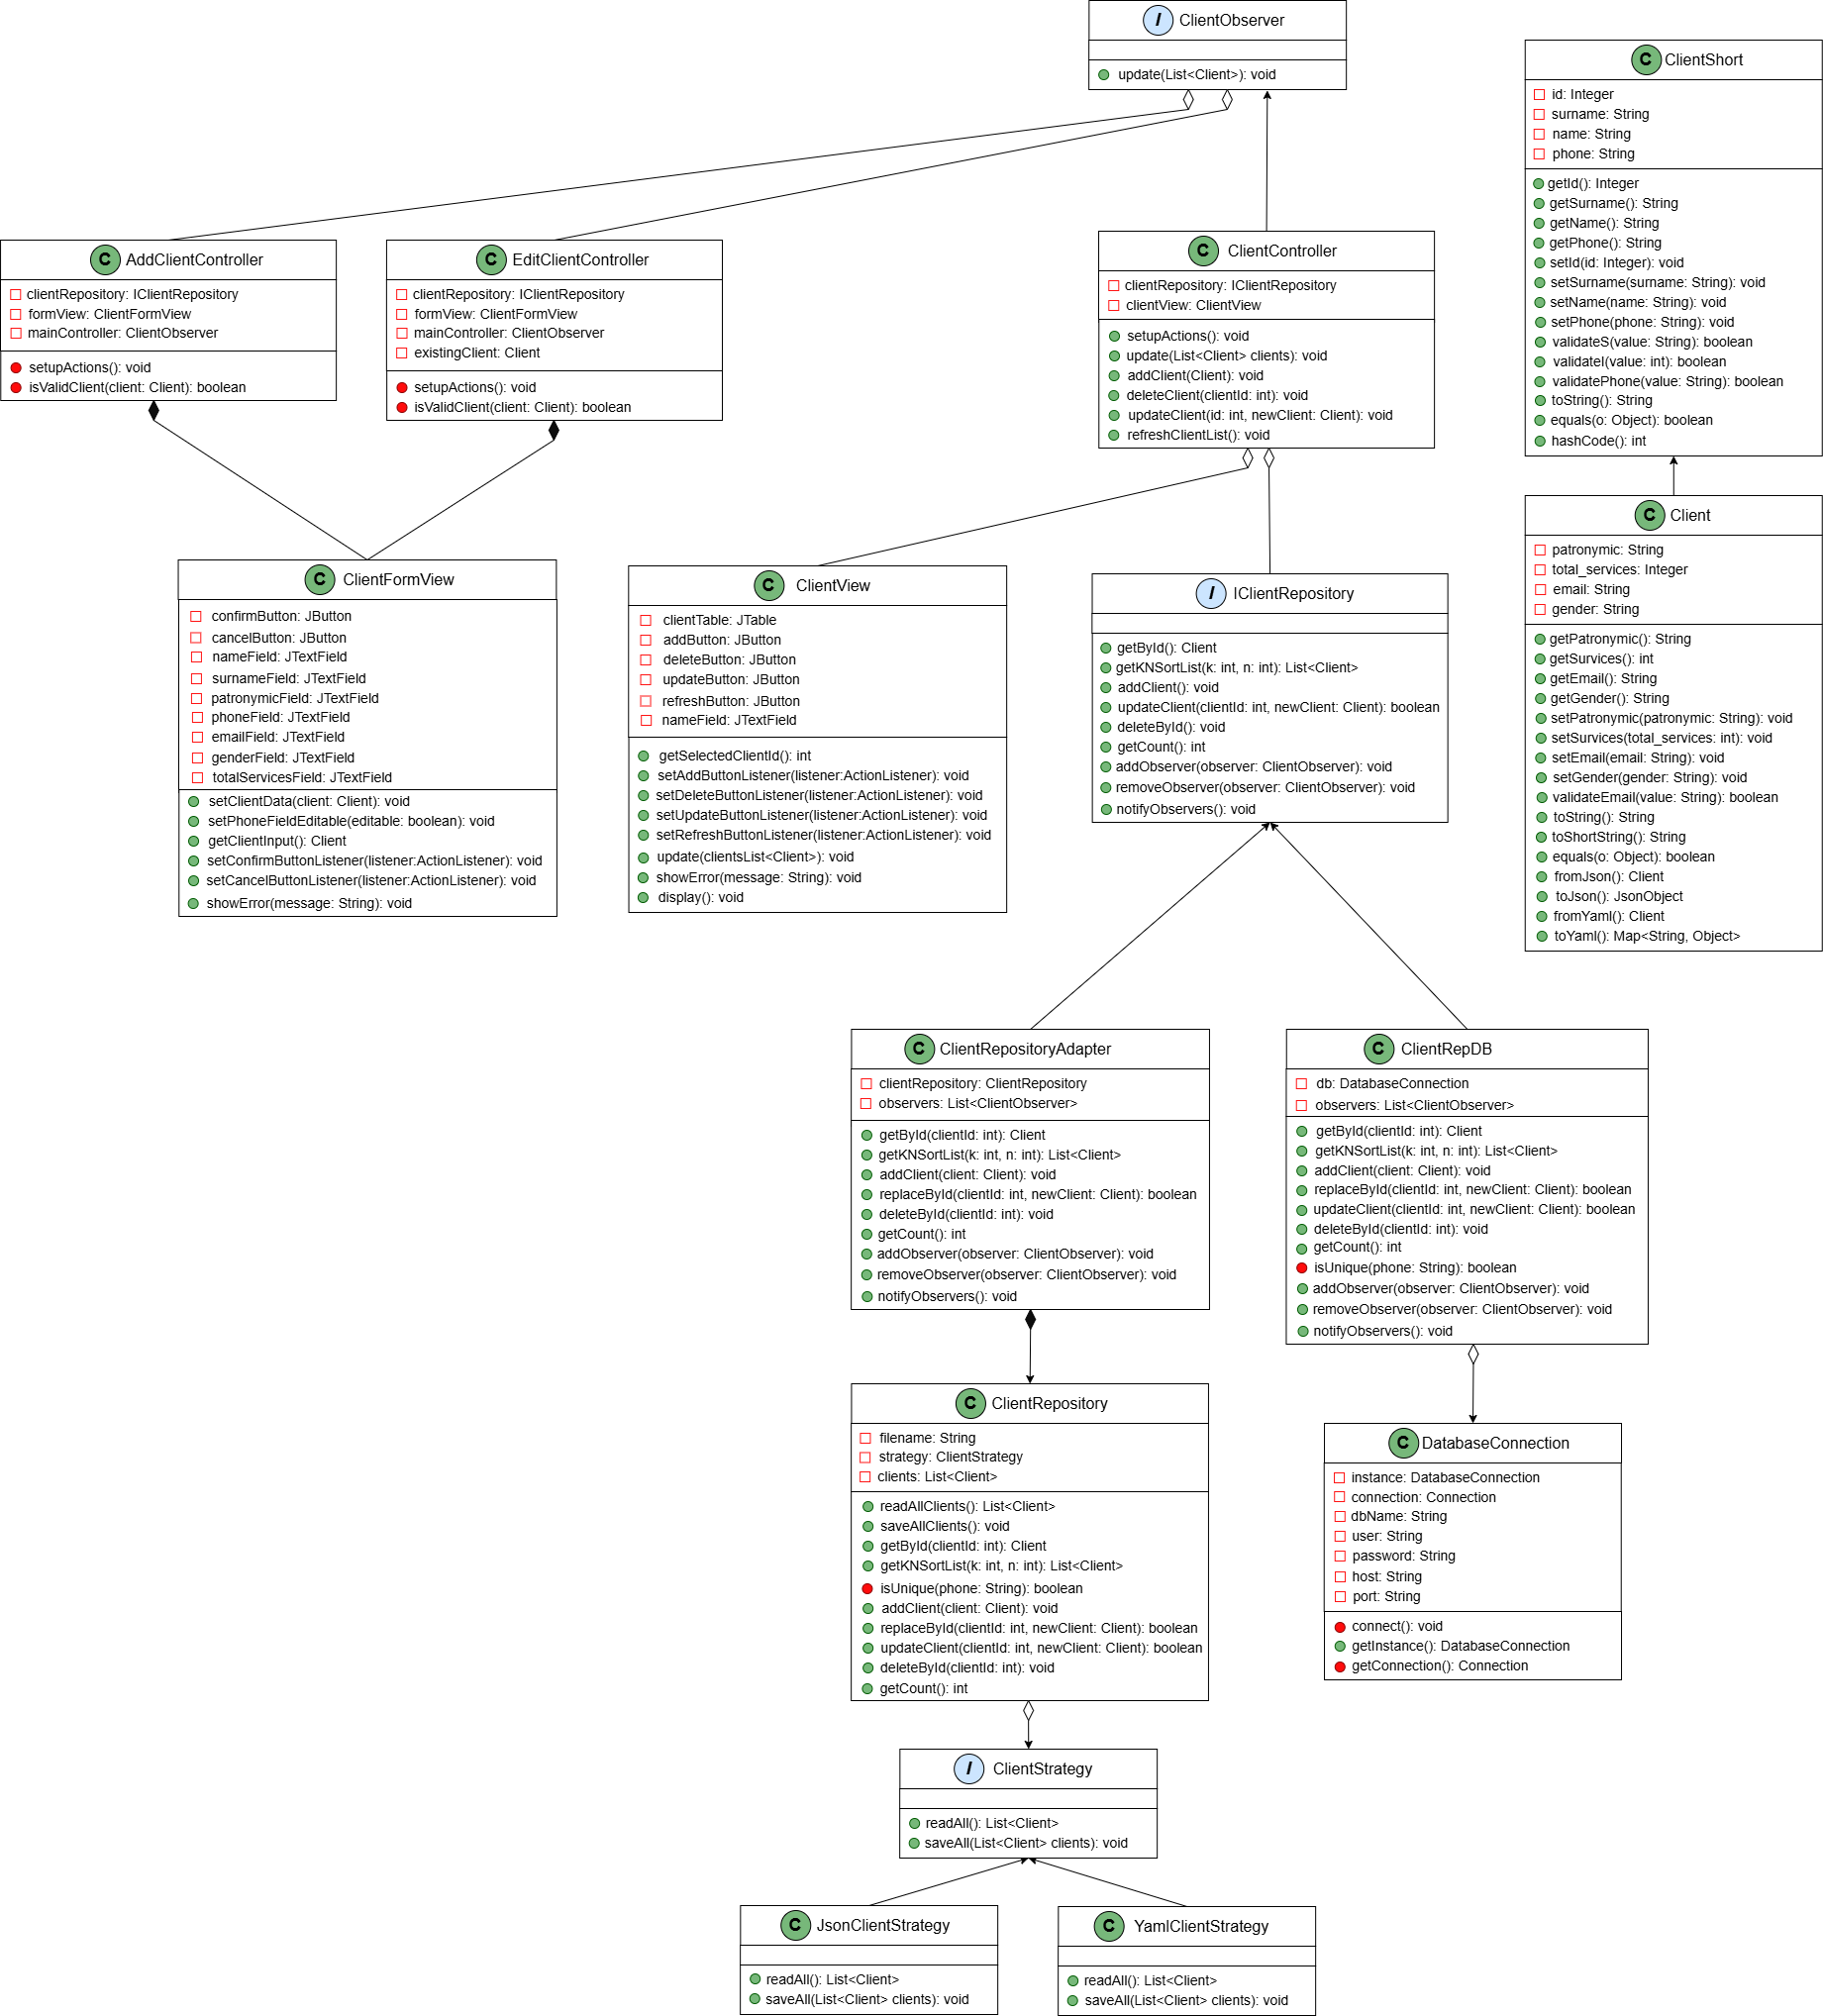 I ClientObserver
update(List<Client>): void
C ClientShort
id: Integer
surname: String
name: String
phone: String
getId(): Integer
getSurname(): String
getName(): String
getPhone(): String
setId(id: Integer): void
setSurname(surname: String): void
setName(name: String): void
setPhone(phone: String): void
validateS(value: String): boolean
validateI(value: int): boolean
validatePhone(value: String): boolean
toString(): String
equals(o: Object): boolean
hashCode(): int
C AddClientController
clientRepository: IClientRepository
formView: ClientFormView
mainController: ClientObserver
setupActions(): void
isValidClient(client: Client): boolean
C EditClientController
clientRepository: IClientRepository
formView: ClientFormView
mainController: ClientObserver
existingClient: Client
setupActions(): void
isValidClient(client: Client): boolean
C ClientController
clientRepository: IClientRepository
clientView: ClientView
setupActions(): void
update(List<Client> clients): void
addClient(Client): void
deleteClient(clientId: int): void
updateClient(id: int, newClient: Client): void
refreshClientList(): void
C Client
patronymic: String
total_services: Integer
email: String
gender: String
getPatronymic(): String
getSurvices(): int
getEmail(): String
getGender(): String
setPatronymic(patronymic: String): void
setSurvices(total_services: int): void
setEmail(email: String): void
setGender(gender: String): void
validateEmail(value: String): boolean
toString(): String
toShortString(): String
equals(o: Object): boolean
fromJson(): Client
toJson(): JsonObject
fromYaml(): Client
toYaml(): Map<String, Object>
C ClientFormView
confirmButton: JButton
cancelButton: JButton
nameField: JTextField
surnameField: JTextField
patronymicField: JTextField
phoneField: JTextField
emailField: JTextField
genderField: JTextField
totalServicesField: JTextField
setClientData(client: Client): void
setPhoneFieldEditable(editable: boolean): void
getClientInput(): Client
setConfirmButtonListener(listener:ActionListener): void
setCancelButtonListener(listener:ActionListener): void
showError(message: String): void
C ClientView
clientTable: JTable
addButton: JButton
deleteButton: JButton
updateButton: JButton
refreshButton: JButton
nameField: JTextField
getSelectedClientId(): int
setAddButtonListener(listener:ActionListener): void
setDeleteButtonListener(listener:ActionListener): void
setUpdateButtonListener(listener:ActionListener): void
setRefreshButtonListener(listener:ActionListener): void
update(clientsList<Client>): void
showError(message: String): void
display(): void
I IClientRepository
getById(): Client
getKNSortList(k: int, n: int): List<Client>
addClient(): void
updateClient(clientId: int, newClient: Client): boolean
deleteById(): void
getCount(): int
addObserver(observer: ClientObserver): void
removeObserver(observer: ClientObserver): void
notifyObservers(): void
C ClientRepositoryAdapter
clientRepository: ClientRepository
observers: List<ClientObserver>
getById(clientId: int): Client
getKNSortList(k: int, n: int): List<Client>
addClient(client: Client): void
replaceById(clientId: int, newClient: Client): boolean
deleteById(clientId: int): void
getCount(): int
addObserver(observer: ClientObserver): void
removeObserver(observer: ClientObserver): void
notifyObservers(): void
C ClientRepDB
db: DatabaseConnection
observers: List<ClientObserver>
getById(clientId: int): Client
getKNSortList(k: int, n: int): List<Client>
addClient(client: Client): void
replaceById(clientId: int, newClient: Client): boolean
updateClient(clientId: int, newClient: Client): boolean
deleteById(clientId: int): void
getCount(): int
isUnique(phone: String): boolean
addObserver(observer: ClientObserver): void
removeObserver(observer: ClientObserver): void
notifyObservers(): void
C ClientRepository
filename: String
strategy: ClientStrategy
clients: List<Client>
readAllClients(): List<Client>
saveAllClients(): void
getById(clientId: int): Client
getKNSortList(k: int, n: int): List<Client>
isUnique(phone: String): boolean
addClient(client: Client): void
replaceById(clientId: int, newClient: Client): boolean
updateClient(clientId: int, newClient: Client): boolean
deleteById(clientId: int): void
getCount(): int
C DatabaseConnection
instance: DatabaseConnection
connection: Connection
dbName: String
user: String
password: String
host: String
port: String
connect(): void
getInstance(): DatabaseConnection
getConnection(): Connection
I ClientStrategy
readAll(): List<Client>
saveAll(List<Client> clients): void
C JsonClientStrategy
readAll(): List<Client>
saveAll(List<Client> clients): void
C YamlClientStrategy
readAll(): List<Client>
saveAll(List<Client> clients): void